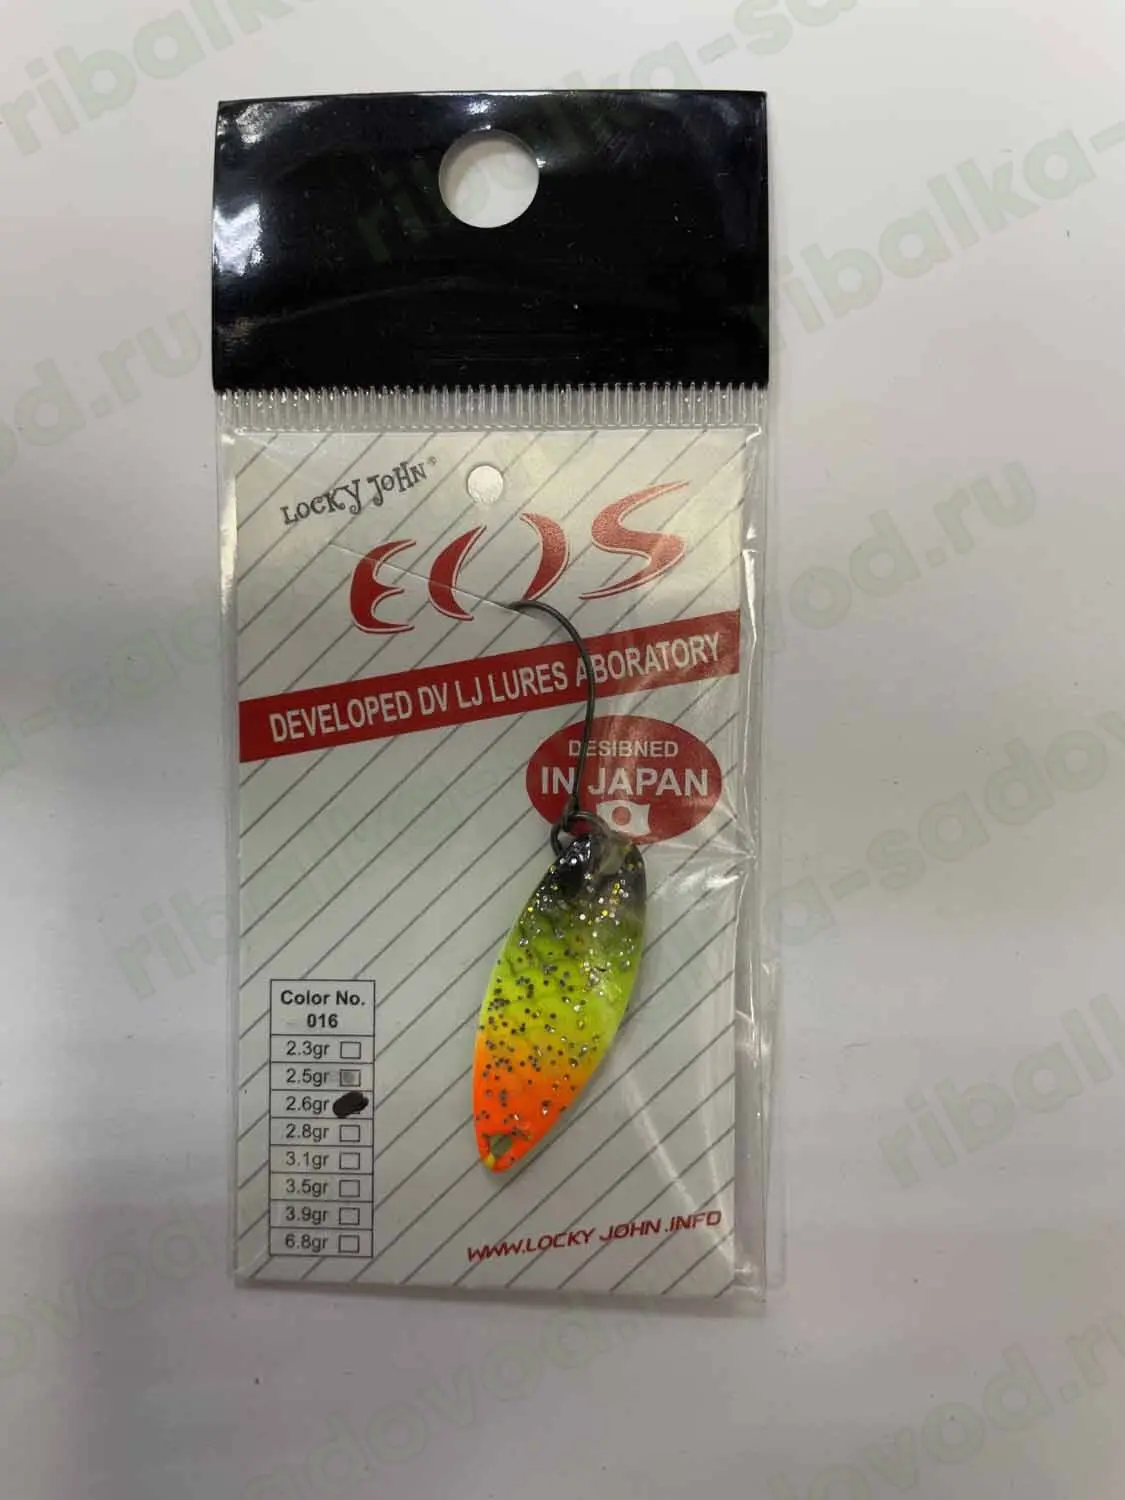 LOCKY JOHN
EOS
DEVELOPED DV LJ LURES ABORATORY
DESIBNED
IN JAPAN
Color No.
016
2.3gr
2.5gr
2.6gr
2.8gr
3.1gr
3.5gr
3.9gr
6.8gr
WWW.LOCKY JOHN.INFO
ribalka-sadovod.ru